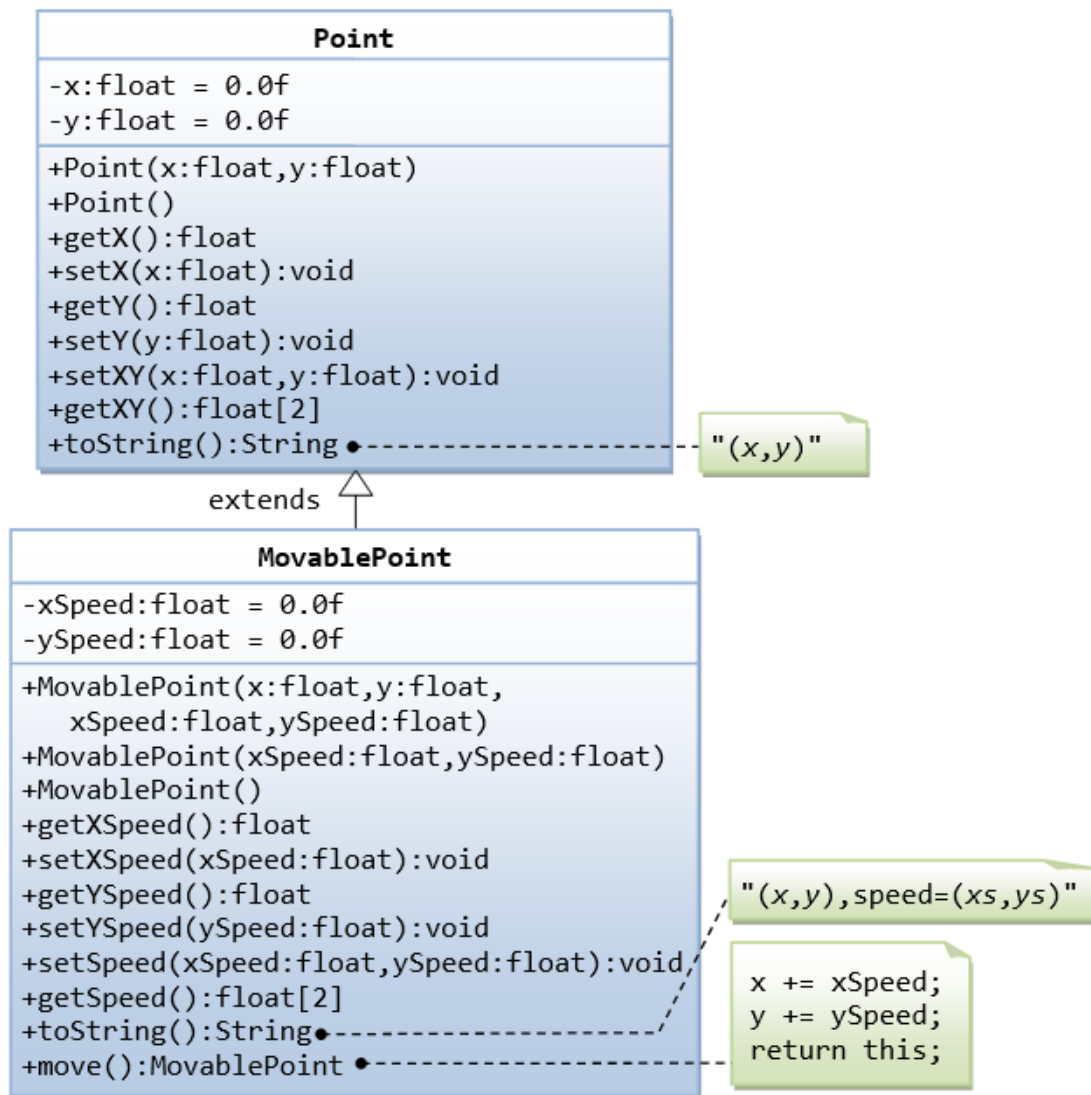 Point
-x:float = 0.0f
-y:float = 0.0f
+Point(x:float,y:float)
+Point()
+getX():float
+setX(x:float):void
+getY():float
+setY(y:float):void
+setXY(x:float,y:float):void
+getXY():float[2]
+toString():String
"(x,y)"
extends
MovablePoint
-xSpeed:float = 0.0f
-ySpeed:float = 0.0f
+MovablePoint(x:float,y:float,
xSpeed:float,ySpeed:float)
+MovablePoint(xSpeed:float,ySpeed:float)
+MovablePoint()
+getXSpeed():float
+setXSpeed(xSpeed:float):void
+getYSpeed():float
+setYSpeed(ySpeed:float):void
+setSpeed(xSpeed:float,ySpeed:float):void
+getSpeed():float[2]
+toString():String
+move():MovablePoint
"(x,y),speed=(xs,ys)"
x += xSpeed;
y += ySpeed;
return this;